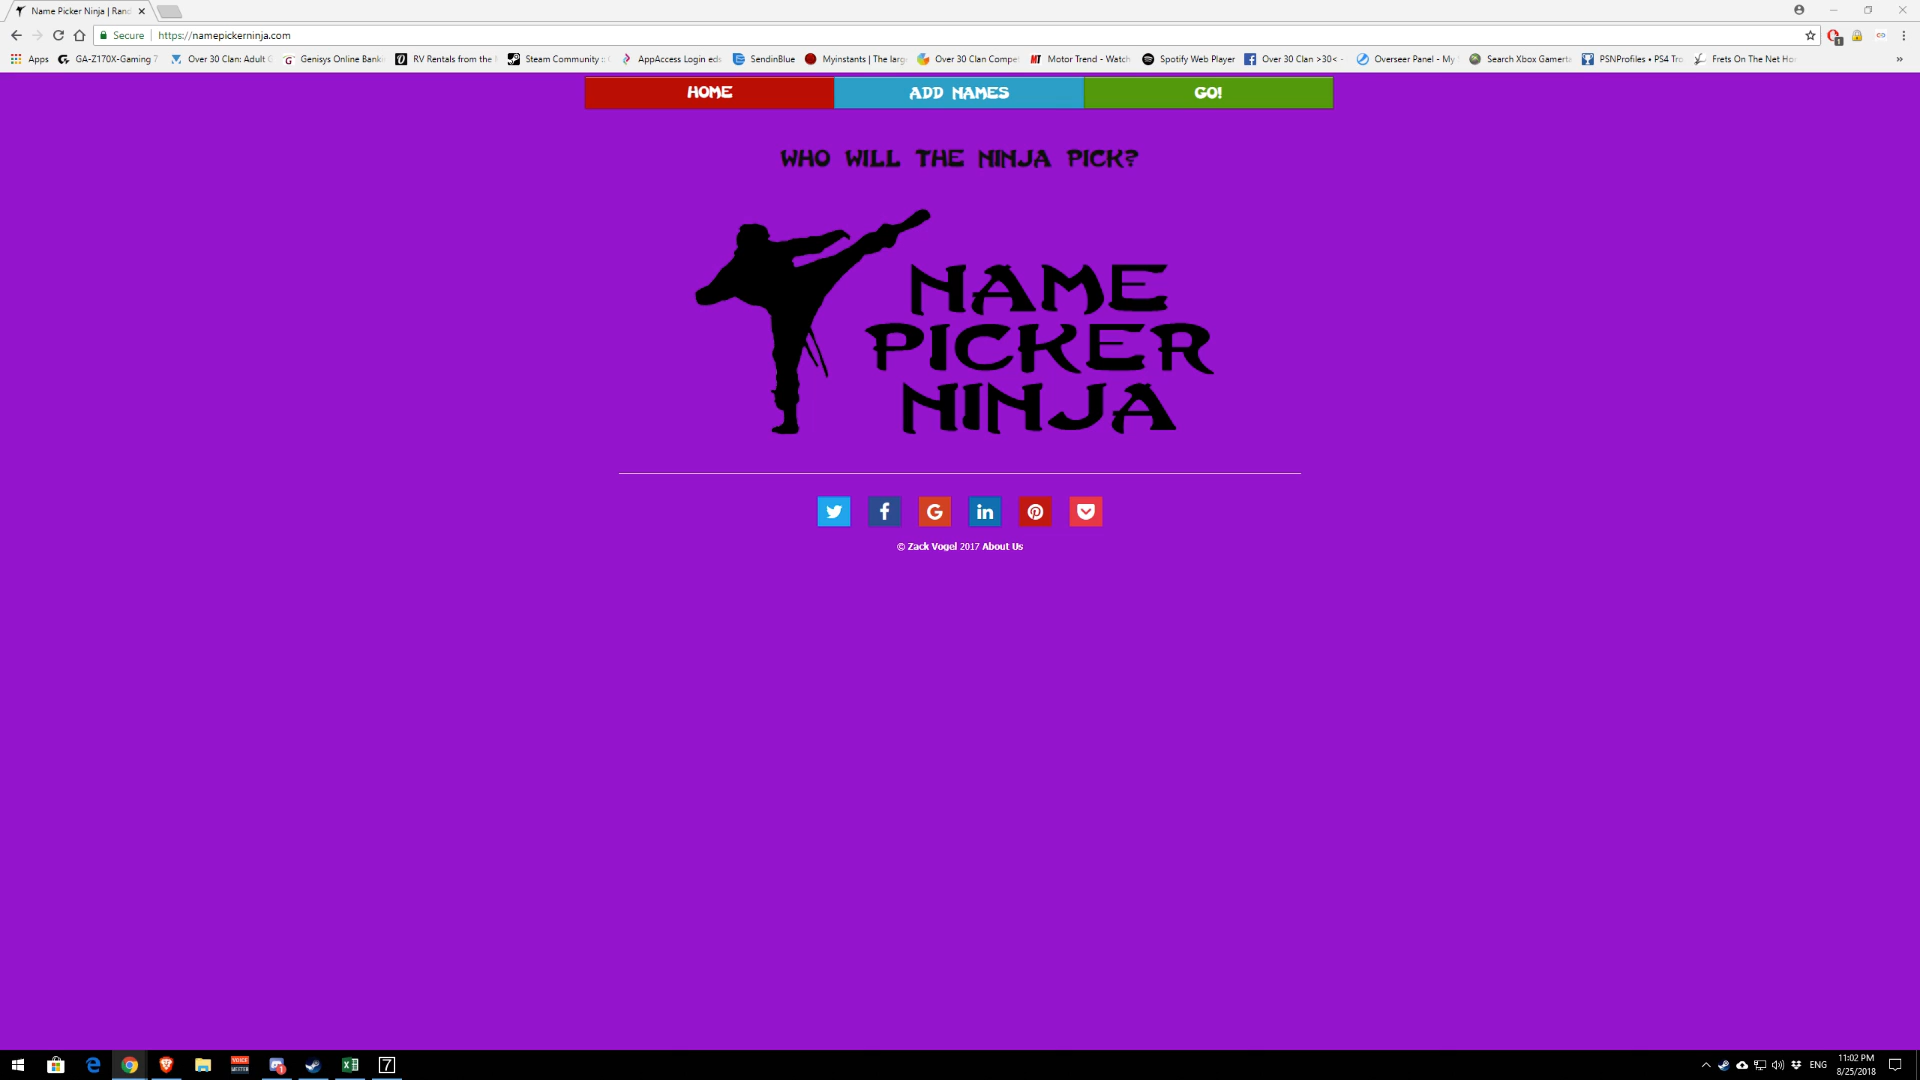 Name Picker Ninja | Rand
Secure | https://namepickerninja.com
Apps GA-Z170X-Gaming 7 Over 30 Clan: Adult G Genisys Online Banki RV Rentals from the Steam Community :: AppAccess Login eds SendinBlue Myinstants | The larg Over 30 Clan Compe Motor Trend - Watch Spotify Web Player Over 30 Clan >30< - Overseer Panel - My Search Xbox Gamerta PSNProfiles • PS4 Tro Frets On The Net Ho »
HOME ADD NAMES GO!
WHO WILL THE NINJA PICK?
NAME
PICKER
NINJA
© Zack Vogel 2017 About Us
ENG 11:02 PM
8/25/2018